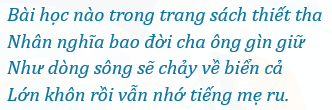 Bài học nào trong trang sách thiết tha
Nhân nghĩa bao đời cha ông gìn giữ
Như dòng sông sẽ chảy về biển cả
Lớn khôn rồi vẫn nhớ tiếng mẹ ru.